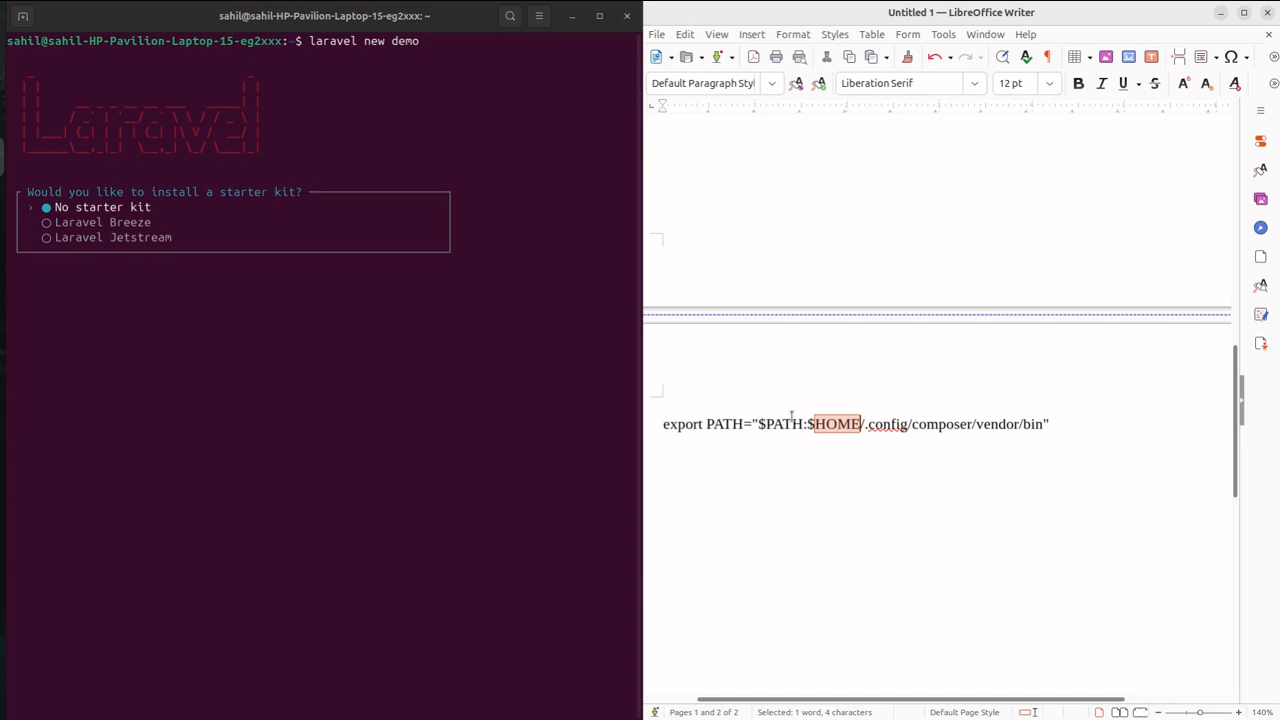 sahil@sahil-HP-Pavilion-Laptop-15-eg2xxx: ~
sahil@sahil-HP-Pavilion-Laptop-15-eg2xxx:~$ laravel new demo
Laravel
Would you like to install a starter kit?
› ● No starter kit
○ Laravel Breeze
○ Laravel Jetstream
Untitled 1 — LibreOffice Writer
File Edit View Insert Format Styles Table Form Tools Window Help
Default Paragraph Styl Liberation Serif 12 pt B I U S A A A
export PATH="$PATH:$HOME/.config/composer/vendor/bin"
Pages 1 and 2 of 2 Selected: 1 word, 4 characters Default Page Style 140%